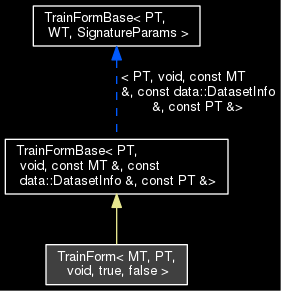 TrainFormBase< PT,
WT, SignatureParams >
< PT, void, const MT
&, const data::DatasetInfo
&, const PT &>
TrainFormBase< PT,
void, const MT &, const
data::DatasetInfo &, const PT &>
TrainForm< MT, PT,
void, true, false >